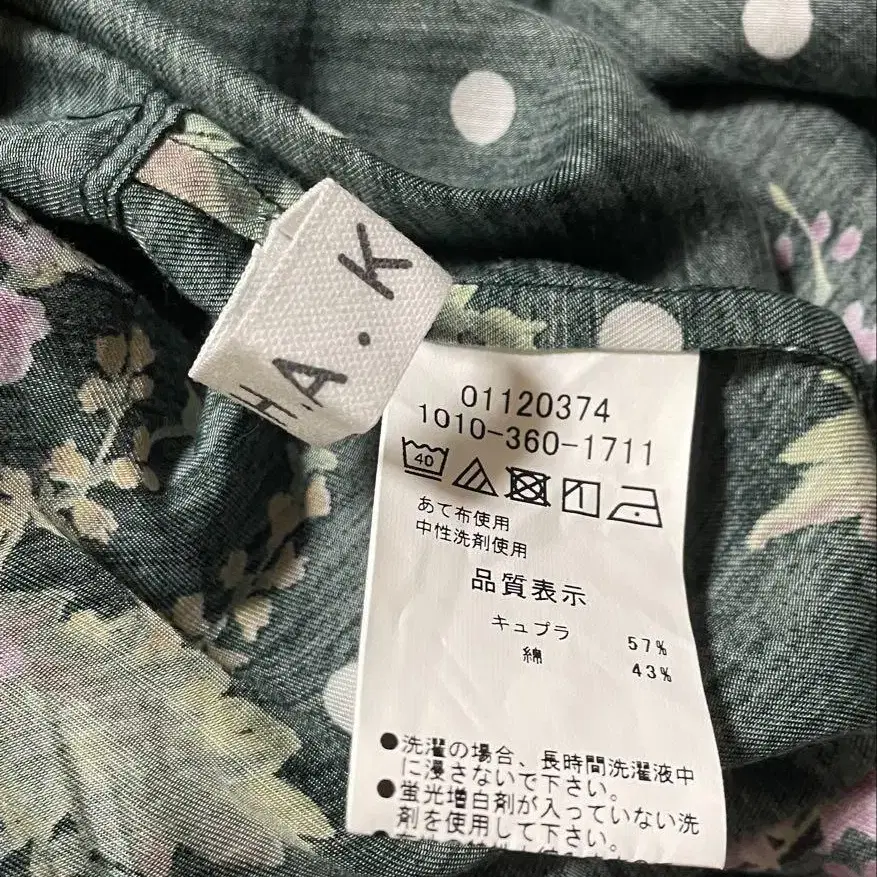 HA.K
01120374
1010-360-1711
40
あて布使用
中性洗剤使用
品質表示
キュプラ 57%
綿 43%
●洗濯の場合、長時間洗濯液中
に浸さないで下さい。
●蛍光増白剤が入っていない洗
剤を使用して下さい。